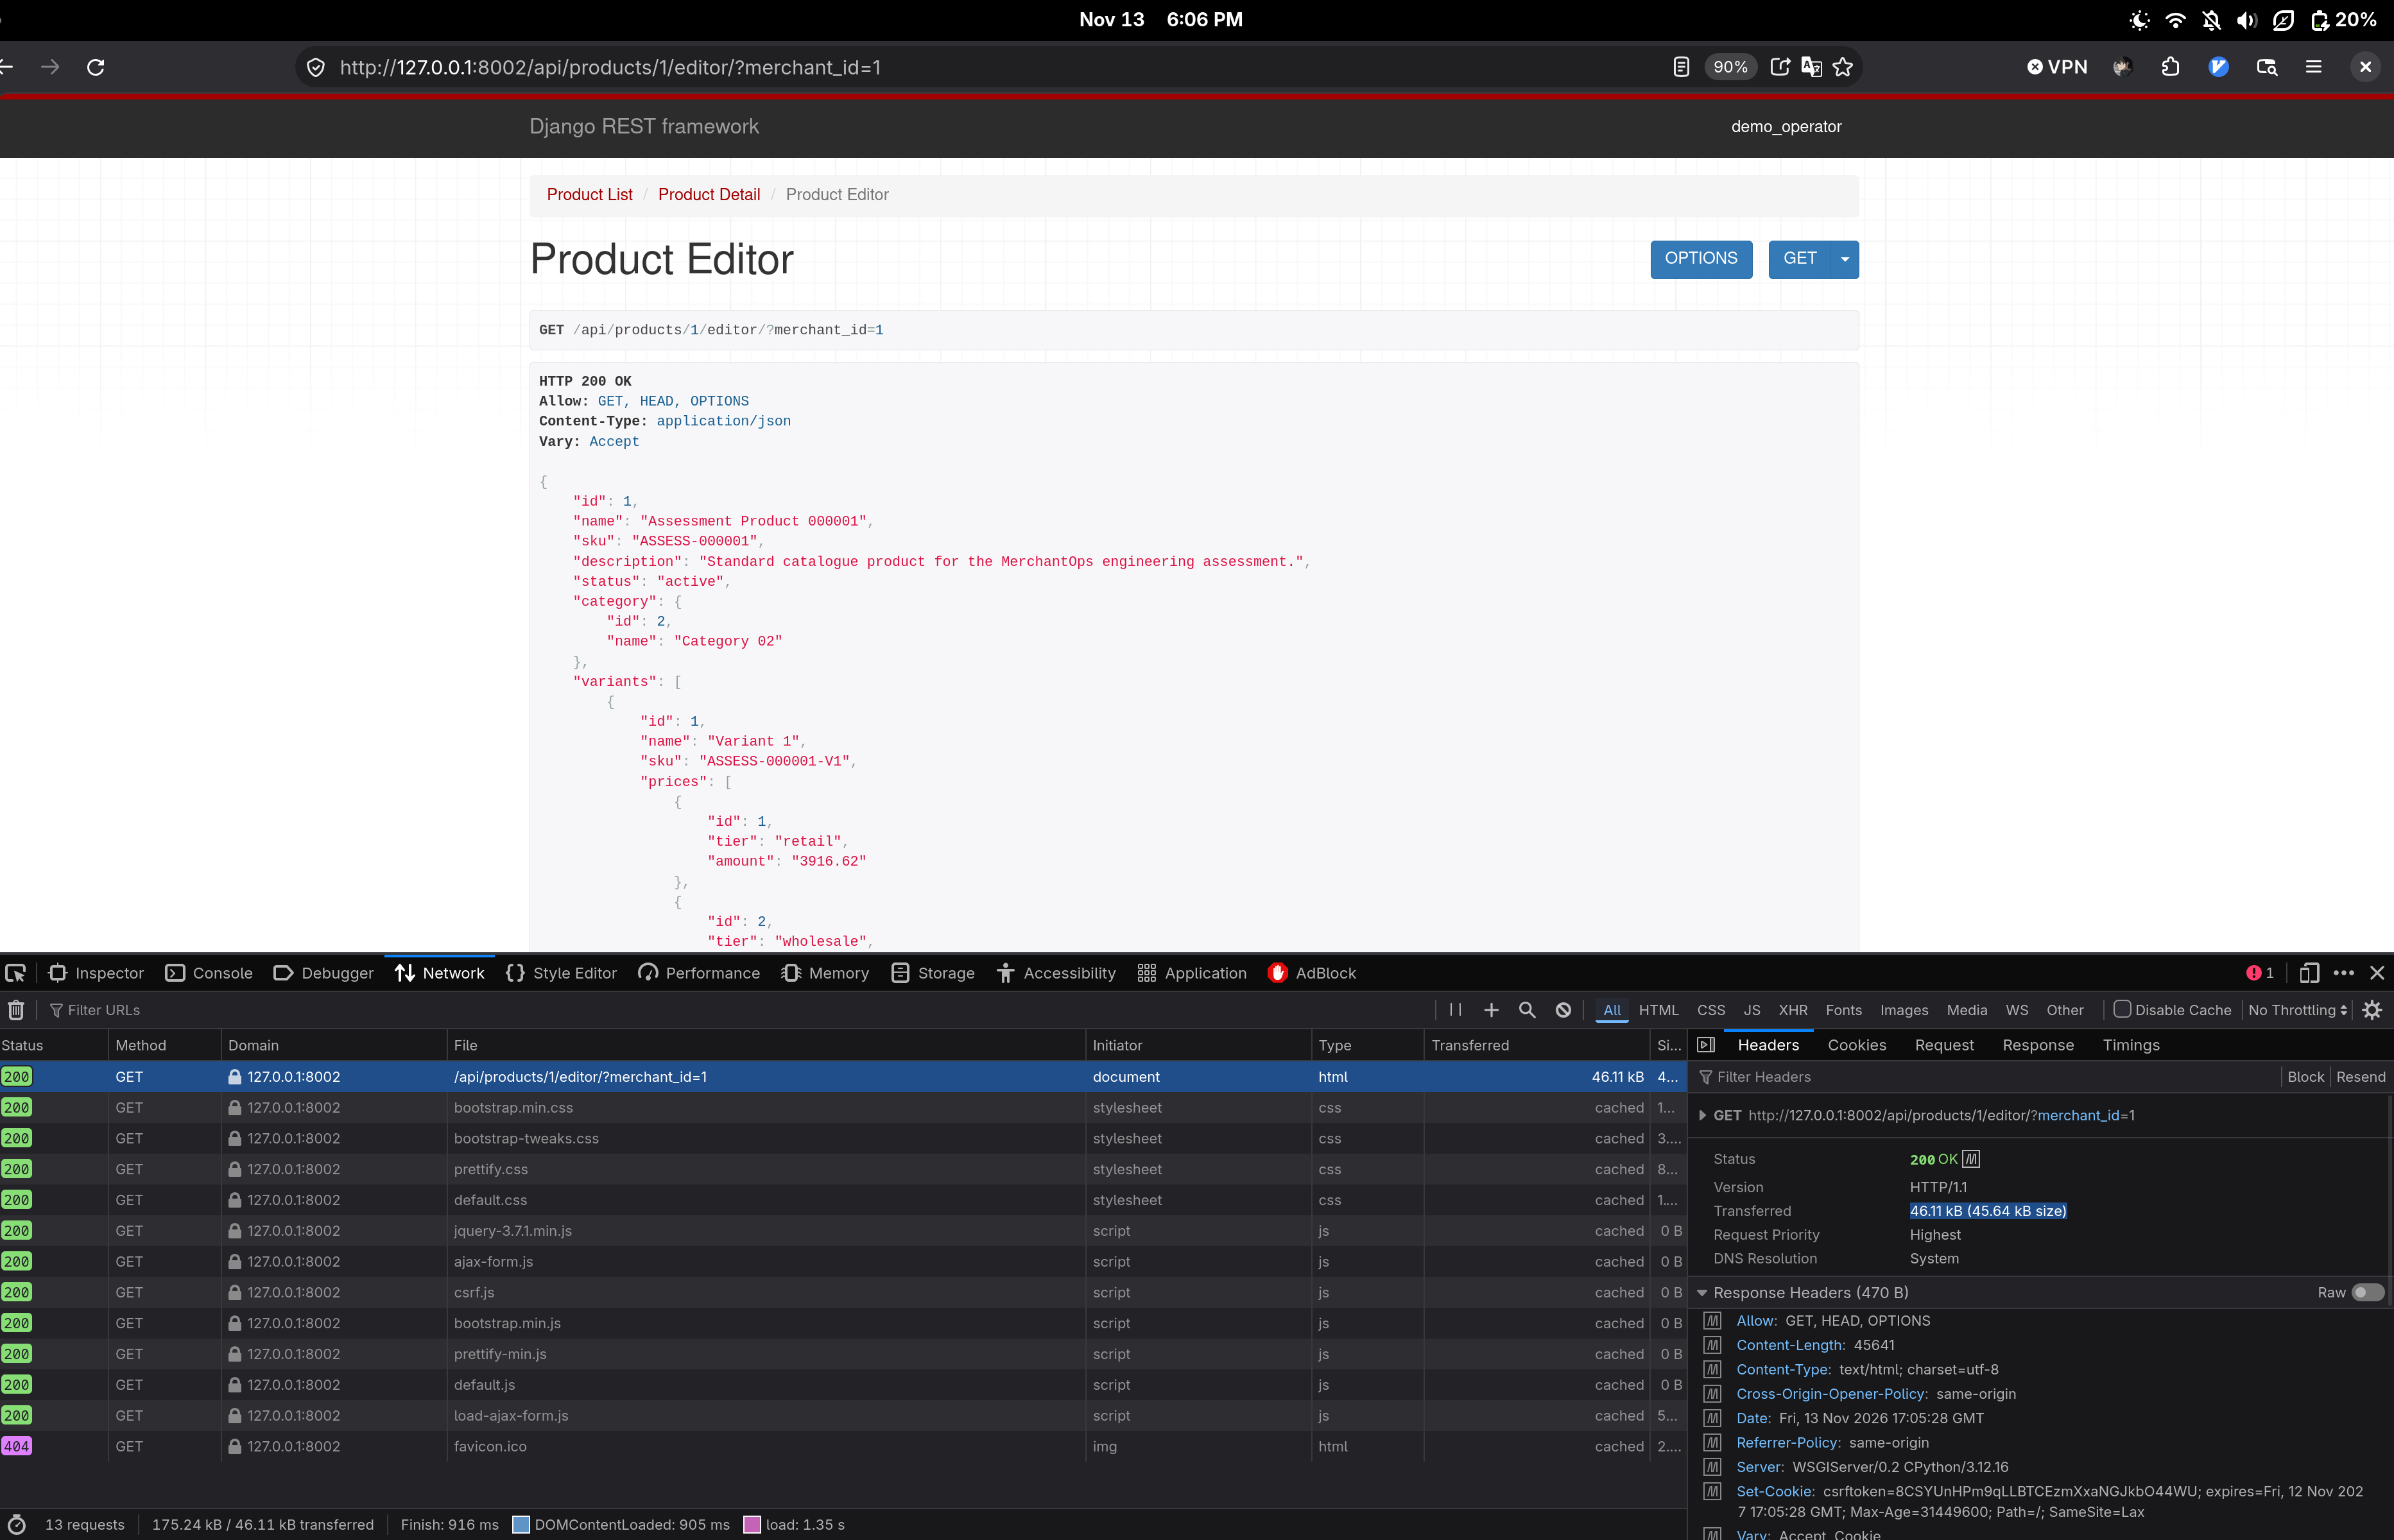 Nov 13 6:06 PM
20%
http://127.0.0.1:8002/api/products/1/editor/?merchant_id=1
90%
VPN
Django REST framework
demo_operator
Product List / Product Detail / Product Editor
Product Editor
OPTIONS
GET
GET /api/products/1/editor/?merchant_id=1
HTTP 200 OK
Allow: GET, HEAD, OPTIONS
Content-Type: application/json
Vary: Accept
{
"id": 1,
"name": "Assessment Product 000001",
"sku": "ASSESS-000001",
"description": "Standard catalogue product for the MerchantOps engineering assessment.",
"status": "active",
"category": {
"id": 2,
"name": "Category 02"
},
"variants": [
{
"id": 1,
"name": "Variant 1",
"sku": "ASSESS-000001-V1",
"prices": [
{
"id": 1,
"tier": "retail",
"amount": "3916.62"
},
{
"id": 2,
"tier": "wholesale",
Inspector Console Debugger Network Style Editor Performance Memory Storage Accessibility Application AdBlock
1
Filter URLs
All HTML CSS JS XHR Fonts Images Media WS Other Disable Cache No Throttling
Status Method Domain File Initiator Type Transferred Si...
200 GET 127.0.0.1:8002 /api/products/1/editor/?merchant_id=1 document html 46.11 kB 4...
200 GET 127.0.0.1:8002 bootstrap.min.css stylesheet css cached 1...
200 GET 127.0.0.1:8002 bootstrap-tweaks.css stylesheet css cached 3....
200 GET 127.0.0.1:8002 prettify.css stylesheet css cached 8...
200 GET 127.0.0.1:8002 default.css stylesheet css cached 1....
200 GET 127.0.0.1:8002 jquery-3.7.1.min.js script js cached 0 B
200 GET 127.0.0.1:8002 ajax-form.js script js cached 0 B
200 GET 127.0.0.1:8002 csrf.js script js cached 0 B
200 GET 127.0.0.1:8002 bootstrap.min.js script js cached 0 B
200 GET 127.0.0.1:8002 prettify-min.js script js cached 0 B
200 GET 127.0.0.1:8002 default.js script js cached 0 B
200 GET 127.0.0.1:8002 load-ajax-form.js script js cached 5...
404 GET 127.0.0.1:8002 favicon.ico img html cached 2....
13 requests 175.24 kB / 46.11 kB transferred Finish: 916 ms DOMContentLoaded: 905 ms load: 1.35 s
Headers Cookies Request Response Timings
Filter Headers Block Resend
GET http://127.0.0.1:8002/api/products/1/editor/?merchant_id=1
Status 200 OK
Version HTTP/1.1
Transferred 46.11 kB (45.64 kB size)
Request Priority Highest
DNS Resolution System
Response Headers (470 B) Raw
Allow: GET, HEAD, OPTIONS
Content-Length: 45641
Content-Type: text/html; charset=utf-8
Cross-Origin-Opener-Policy: same-origin
Date: Fri, 13 Nov 2026 17:05:28 GMT
Referrer-Policy: same-origin
Server: WSGIServer/0.2 CPython/3.12.16
Set-Cookie: csrftoken=8CSYUnHPm9qLLBTCEzmXxaNGJkbO44WU; expires=Fri, 12 Nov 202
7 17:05:28 GMT; Max-Age=31449600; Path=/; SameSite=Lax
Vary: Accept, Cookie